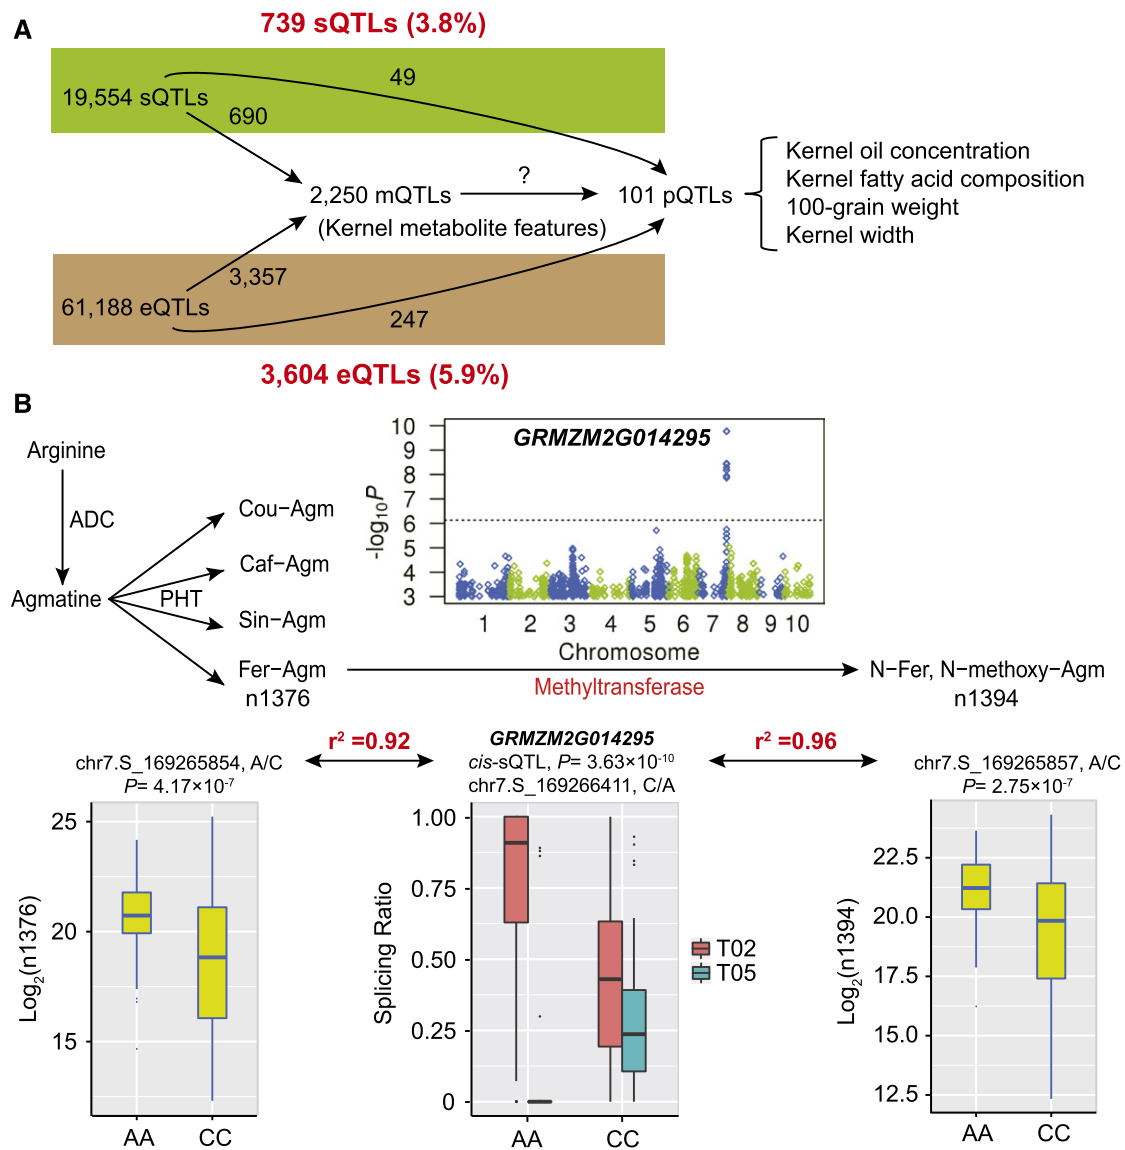 A
739 sQTLs (3.8%)
19,554 sQTLs
49
690
?
2,250 mQTLs
101 pQTLs
(Kernel metabolite features)
Kernel oil concentration
Kernel fatty acid composition
100-grain weight
Kernel width
3,357
61,188 eQTLs
247
3,604 eQTLs (5.9%)
B
Arginine
ADC
Agmatine
PHT
Cou−Agm
Caf−Agm
Sin−Agm
Fer−Agm
n1376
GRMZM2G014295
-log10P
10
9
8
7
6
5
4
3
1 2 3 4 5 6 7 8 9 10
Chromosome
Methyltransferase
N−Fer, N−methoxy−Agm
n1394
r² =0.92
r² =0.96
chr7.S_169265854, A/C
P= 4.17×10-7
GRMZM2G014295
cis-sQTL, P= 3.63×10-10
chr7.S_169266411, C/A
chr7.S_169265857, A/C
P= 2.75×10-7
Log2(n1376)
25
20
15
AA CC
Splicing Ratio
1.00
0.75
0.50
0.25
0
AA CC
T02
T05
Log2(n1394)
22.5
20.0
17.5
15.0
12.5
AA CC